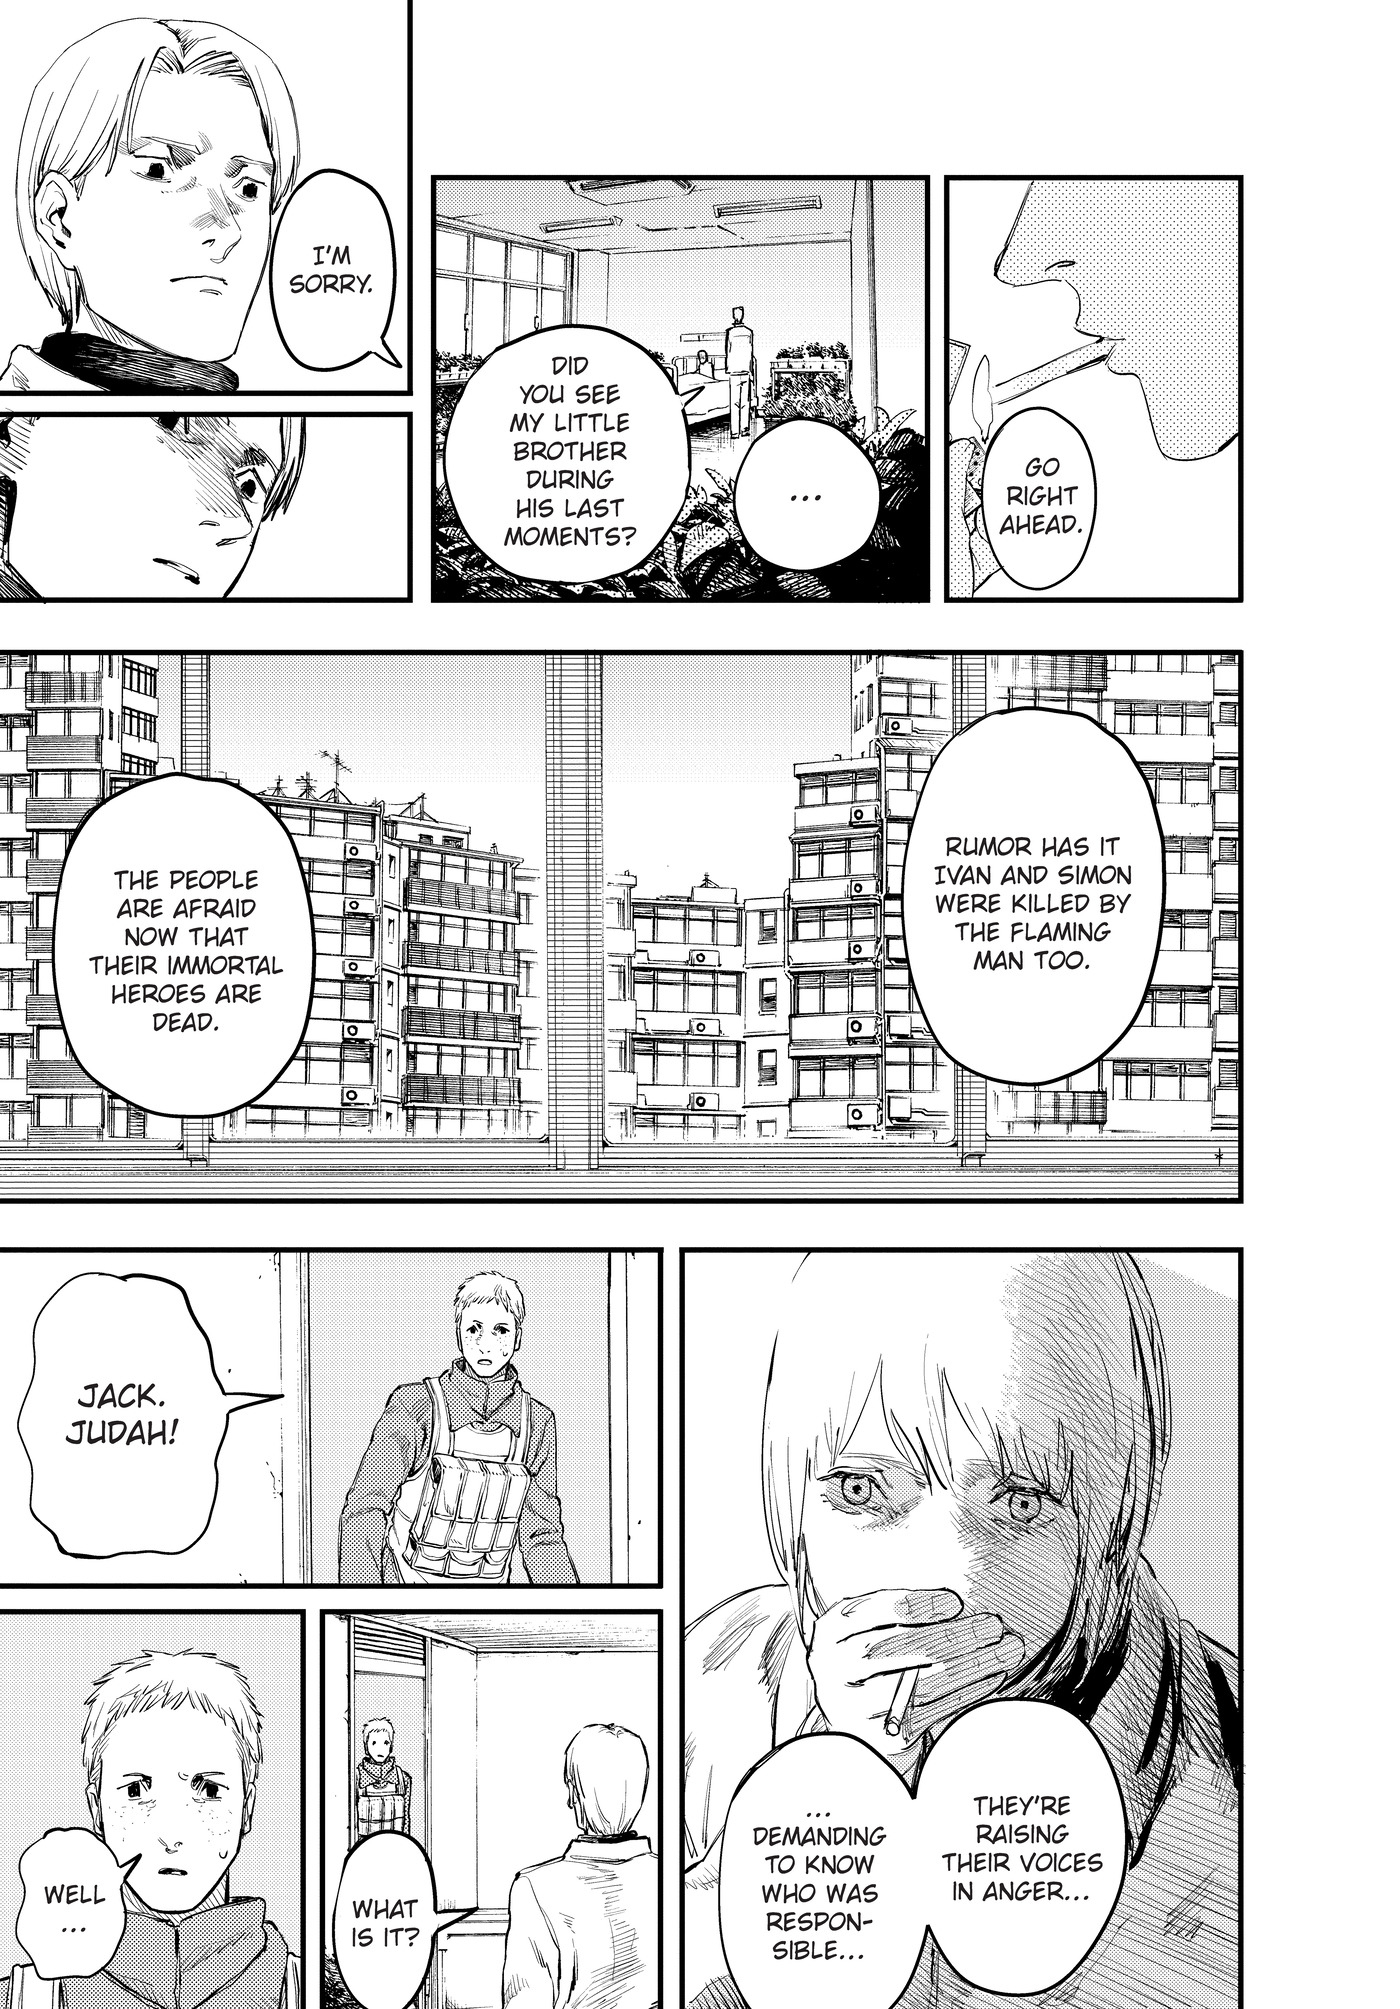 GO
RIGHT
AHEAD.
...
DID
YOU SEE
MY LITTLE
BROTHER
DURING
HIS LAST
MOMENTS?
I'M
SORRY.
RUMOR HAS IT
IVAN AND SIMON
WERE KILLED BY
THE FLAMING
MAN TOO.
THE PEOPLE
ARE AFRAID
NOW THAT
THEIR IMMORTAL
HEROES ARE
DEAD.
THEY'RE
RAISING
THEIR VOICES
IN ANGER...
...
DEMANDING
TO KNOW
WHO WAS
RESPON-
SIBLE...
JACK.
JUDAH!
WHAT
IS IT?
WELL
...